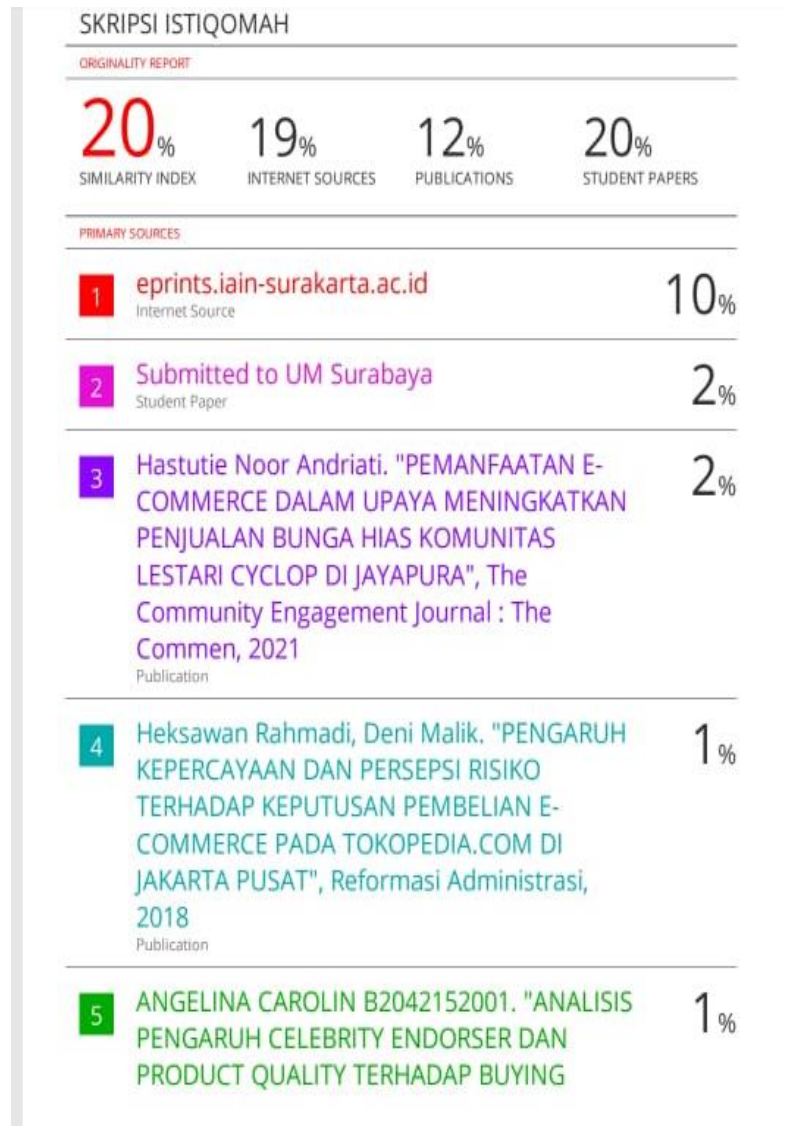 SKRIPSI ISTIQOMAH
ORIGINALITY REPORT
20% 19% 12% 20%
SIMILARITY INDEX INTERNET SOURCES PUBLICATIONS STUDENT PAPERS
PRIMARY SOURCES
1 eprints.iain-surakarta.ac.id 10%
Internet Source
2 Submitted to UM Surabaya 2%
Student Paper
3 Hastutie Noor Andriati. "PEMANFAATAN E- 2%
COMMERCE DALAM UPAYA MENINGKATKAN
PENJUALAN BUNGA HIAS KOMUNITAS
LESTARI CYCLOP DI JAYAPURA", The
Community Engagement Journal : The
Commen, 2021
Publication
4 Heksawan Rahmadi, Deni Malik. "PENGARUH 1%
KEPERCAYAAN DAN PERSEPSI RISIKO
TERHADAP KEPUTUSAN PEMBELIAN E-
COMMERCE PADA TOKOPEDIA.COM DI
JAKARTA PUSAT", Reformasi Administrasi,
2018
Publication
5 ANGELINA CAROLIN B2042152001. "ANALISIS 1%
PENGARUH CELEBRITY ENDORSER DAN
PRODUCT QUALITY TERHADAP BUYING